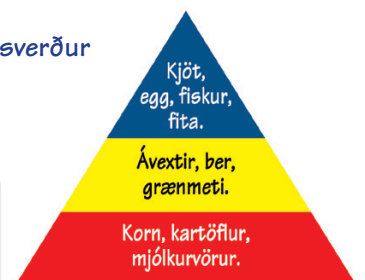 sverður
Kjöt,
egg, fiskur,
fita.
Ávextir, ber,
grænmeti.
Korn, kartöflur,
mjólkurvörur.